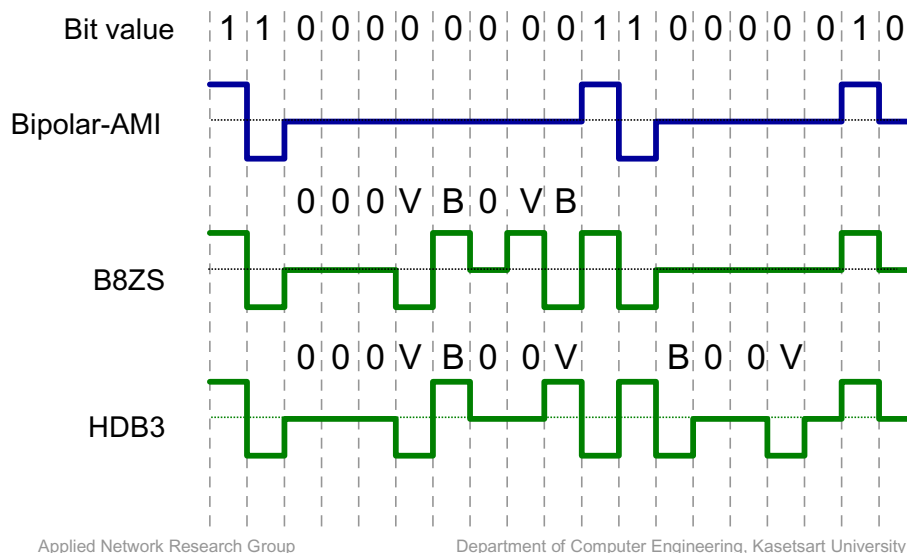 Bit value 1 1 0 0 0 0 0 0 0 0 1 1 0 0 0 0 0 1 0
Bipolar-AMI
0 0 0 V B 0 V B
B8ZS
0 0 0 V B 0 0 V B 0 0 V
HDB3
Applied Network Research Group Department of Computer Engineering, Kasetsart University